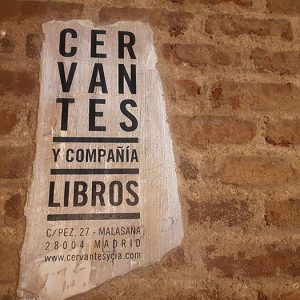 CER
VAN
TES
Y COMPAÑÍA
LIBROS
C/PEZ. 27 - MALASAÑA
28004 MADRID
www.cervantesycia.com